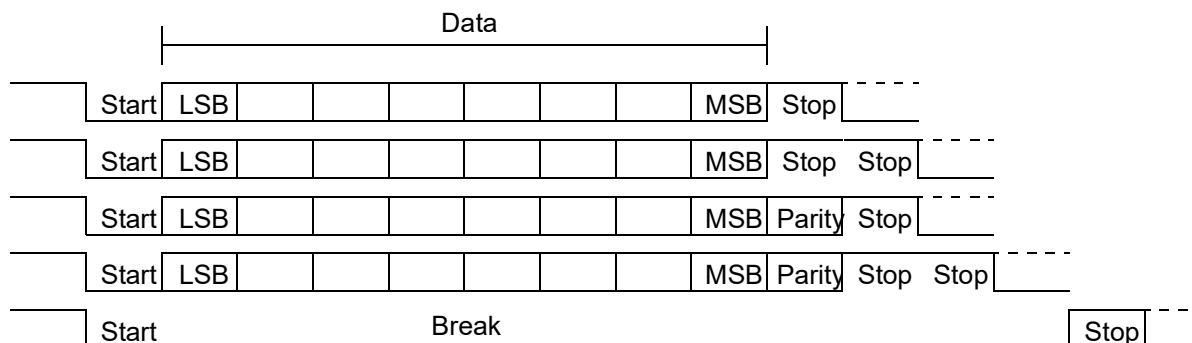 Data
Start LSB MSB Stop
Start LSB MSB Stop Stop
Start LSB MSB Parity Stop
Start LSB MSB Parity Stop Stop
Start Break Stop